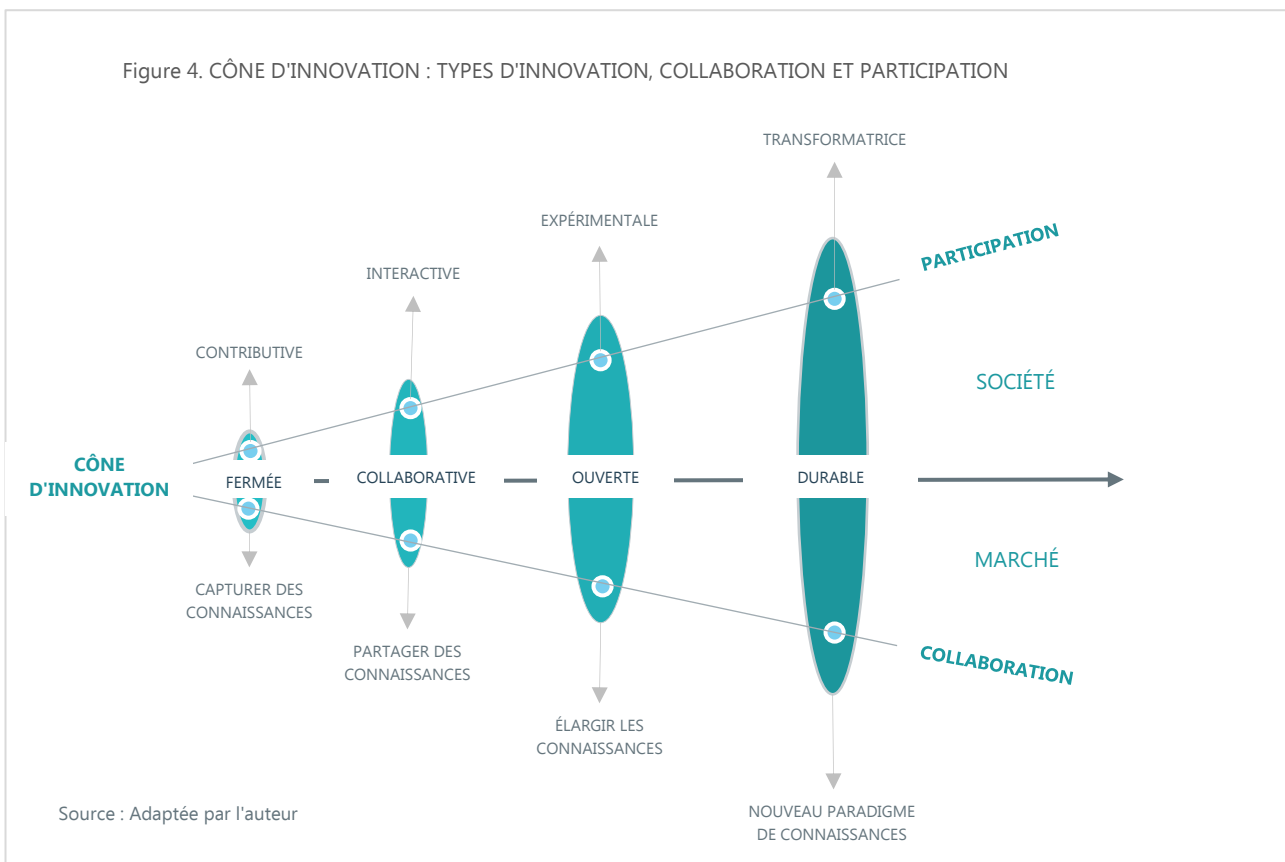 Figure 4. CÔNE D'INNOVATION : TYPES D'INNOVATION, COLLABORATION ET PARTICIPATION
TRANSFORMATRICE
EXPÉRIMENTALE
PARTICIPATION
INTERACTIVE
CONTRIBUTIVE
SOCIÉTÉ
CÔNE
D'INNOVATION
FERMÉE
COLLABORATIVE
OUVERTE
DURABLE
MARCHÉ
CAPTURER DES
CONNAISSANCES
PARTAGER DES
CONNAISSANCES
COLLABORATION
ÉLARGIR LES
CONNAISSANCES
NOUVEAU PARADIGME
DE CONNAISSANCES
Source : Adaptée par l'auteur